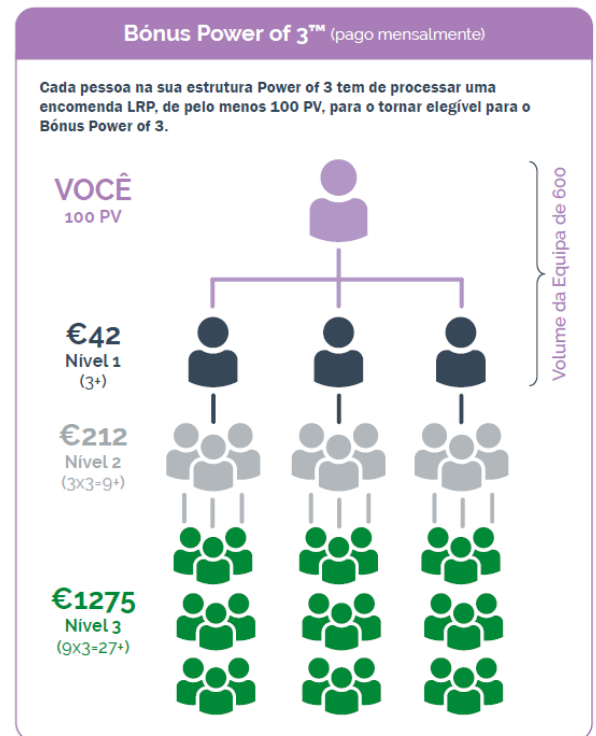 Bónus Power of 3™ (pago mensalmente)
Cada pessoa na sua estrutura Power of 3 tem de processar uma
encomenda LRP, de pelo menos 100 PV, para o tornar elegível para o
Bónus Power of 3.
VOCÊ
100 PV
Volume da Equipa de 600
€42
Nível 1
(3+)
€212
Nível 2
(3x3=9+)
€1275
Nível 3
(9x3=27+)